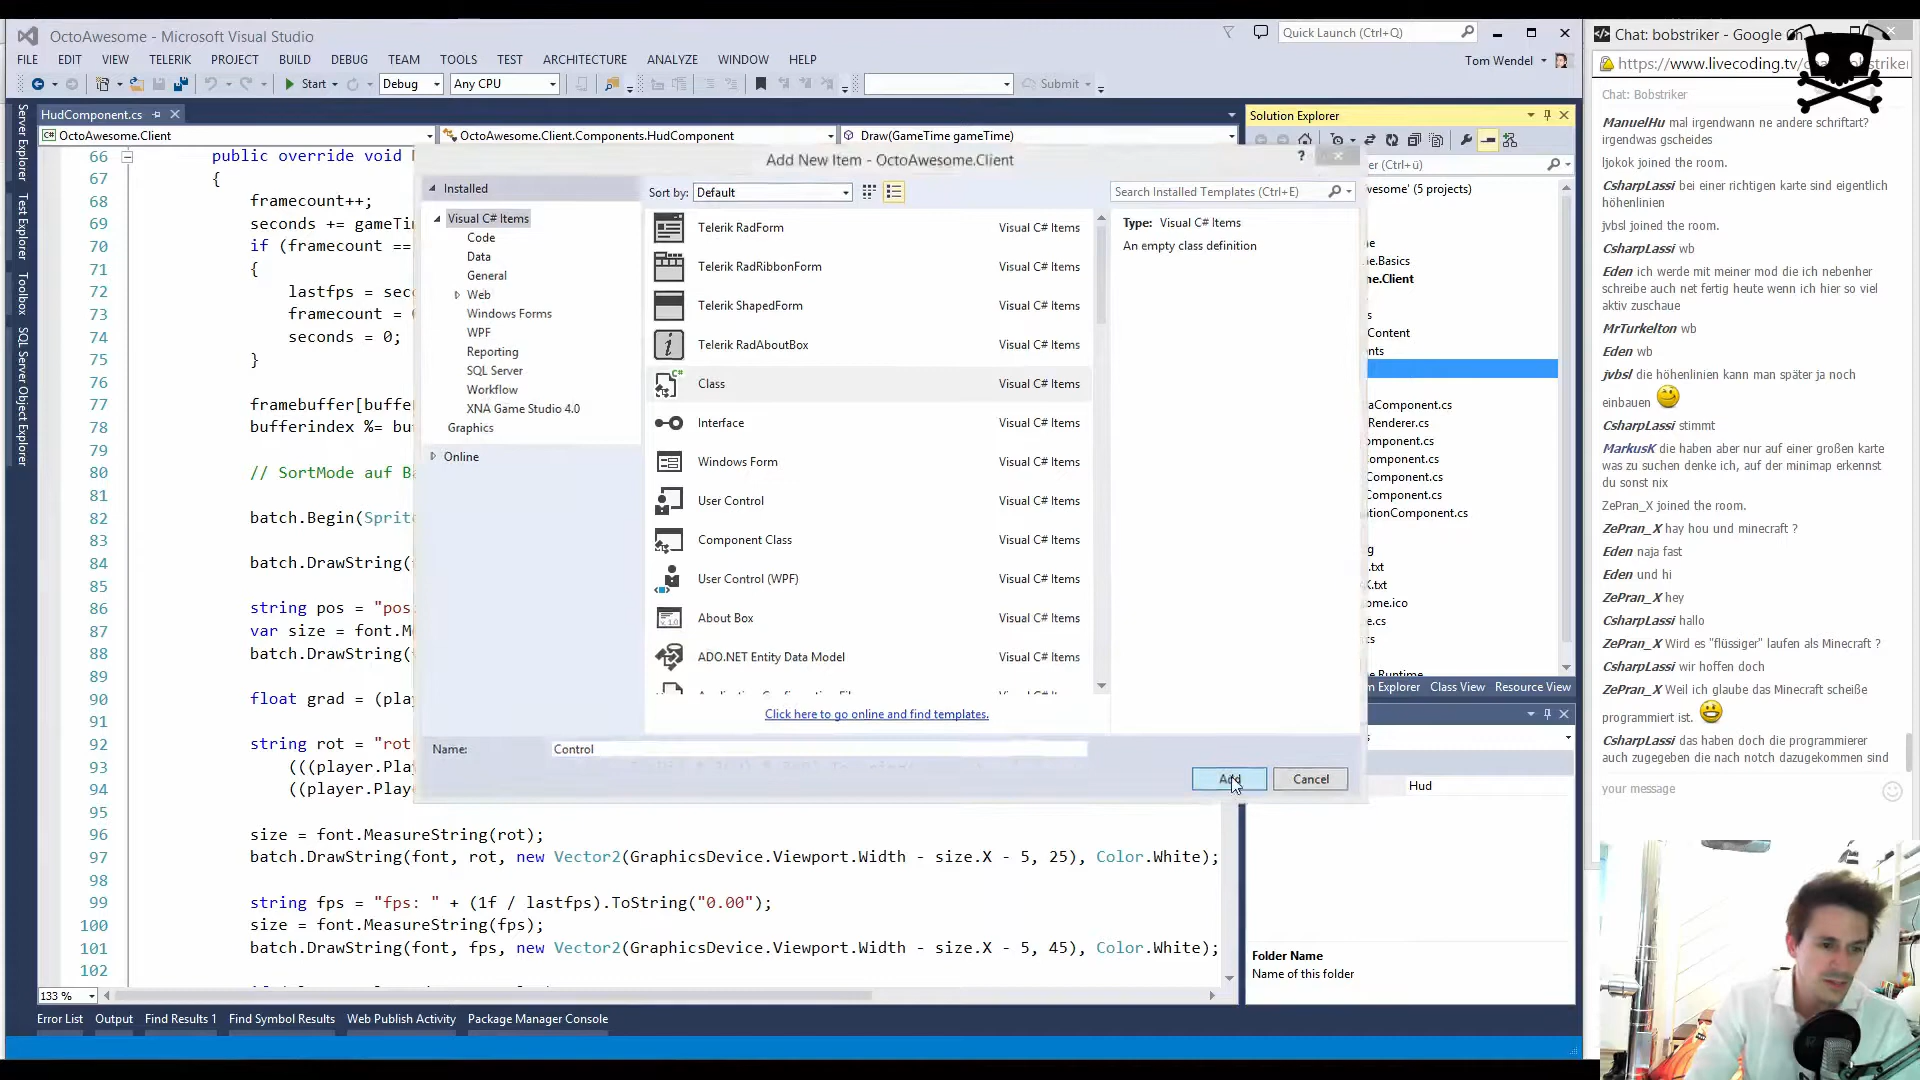 OctoAwesome - Microsoft Visual Studio
Quick Launch (Ctrl+Q)
FILE EDIT VIEW TELERIK PROJECT BUILD DEBUG TEAM TOOLS TEST ARCHITECTURE ANALYZE WINDOW HELP
Tom Wendel
Start Debug Any CPU Submit
HudComponent.cs
OctoAwesome.Client OctoAwesome.Client.Components.HudComponent Draw(GameTime gameTime)
Server Explorer
Test Explorer
Toolbox
SQL Server Object Explorer
66 public override void
67 {
68 framecount++;
69 seconds += gameTi
70 if (framecount ==
71 {
72 lastfps = sec
73 framecount =
74 seconds = 0;
75 }
76
77 framebuffer[buffe
78 bufferindex %= bu
79
80 // SortMode auf Ba
81
82 batch.Begin(Sprite
83
84 batch.DrawString(
85
86 string pos = "pos
87 var size = font.M
88 batch.DrawString(
89
90 float grad = (pla
91
92 string rot = "rot
93 (((player.Pla
94 ((player.Play
95
96 size = font.MeasureString(rot);
97 batch.DrawString(font, rot, new Vector2(GraphicsDevice.Viewport.Width - size.X - 5, 25), Color.White);
98
99 string fps = "fps: " + (1f / lastfps).ToString("0.00");
100 size = font.MeasureString(fps);
101 batch.DrawString(font, fps, new Vector2(GraphicsDevice.Viewport.Width - size.X - 5, 45), Color.White);
102
133 %
Error List Output Find Results 1 Find Symbol Results Web Publish Activity Package Manager Console
Add New Item - OctoAwesome.Client
?
Installed
Visual C# Items
Code
Data
General
Web
Windows Forms
WPF
Reporting
SQL Server
Workflow
XNA Game Studio 4.0
Graphics
Online
Sort by: Default
Search Installed Templates (Ctrl+E)
Telerik RadForm Visual C# Items
Telerik RadRibbonForm Visual C# Items
Telerik ShapedForm Visual C# Items
Telerik RadAboutBox Visual C# Items
Class Visual C# Items
Interface Visual C# Items
Windows Form Visual C# Items
User Control Visual C# Items
Component Class Visual C# Items
User Control (WPF) Visual C# Items
About Box Visual C# Items
ADO.NET Entity Data Model Visual C# Items
Click here to go online and find templates.
Type: Visual C# Items
An empty class definition
Name: Control
Add Cancel
Solution Explorer
er (Ctrl+ü)
wesome' (5 projects)
me
e.Basics
e.Client
s
Content
nts
aComponent.cs
Renderer.cs
omponent.cs
omponent.cs
Component.cs
Component.cs
ationComponent.cs
g
.txt
K.txt
ome.ico
e.cs
cs
e.Runtime
m Explorer Class View Resource View
Hud
Folder Name
Name of this folder
Chat: bobstriker - Google Ch
https://www.livecoding.tv/
Chat: Bobstriker
ManuelHu mal irgendwann ne andere schriftart?
irgendwas gscheides
ljokok joined the room.
CsharpLassi bei einer richtigen karte sind eigentlich
höhenlinien
jvbsl joined the room.
CsharpLassi wb
Eden ich werde mit meiner mod die ich nebenher
schreibe auch net fertig heute wenn ich hier so viel
aktiv zuschaue
MrTurkelton wb
Eden wb
jvbsl die höhenlinien kann man später ja noch
einbauen
CsharpLassi stimmt
MarkusK die haben aber nur auf einer großen karte
was zu suchen denke ich, auf der minimap erkennst
du sonst nix
ZePran_X joined the room.
ZePran_X hay hou und minecraft ?
Eden naja fast
Eden und hi
ZePran_X hey
CsharpLassi hallo
ZePran_X Wird es "flüssiger" laufen als Minecraft ?
CsharpLassi wir hoffen doch
ZePran_X Weil ich glaube das Minecraft scheiße
programmiert ist.
CsharpLassi das haben doch die programmierer
auch zugegeben die nach notch dazugekommen sind
your message